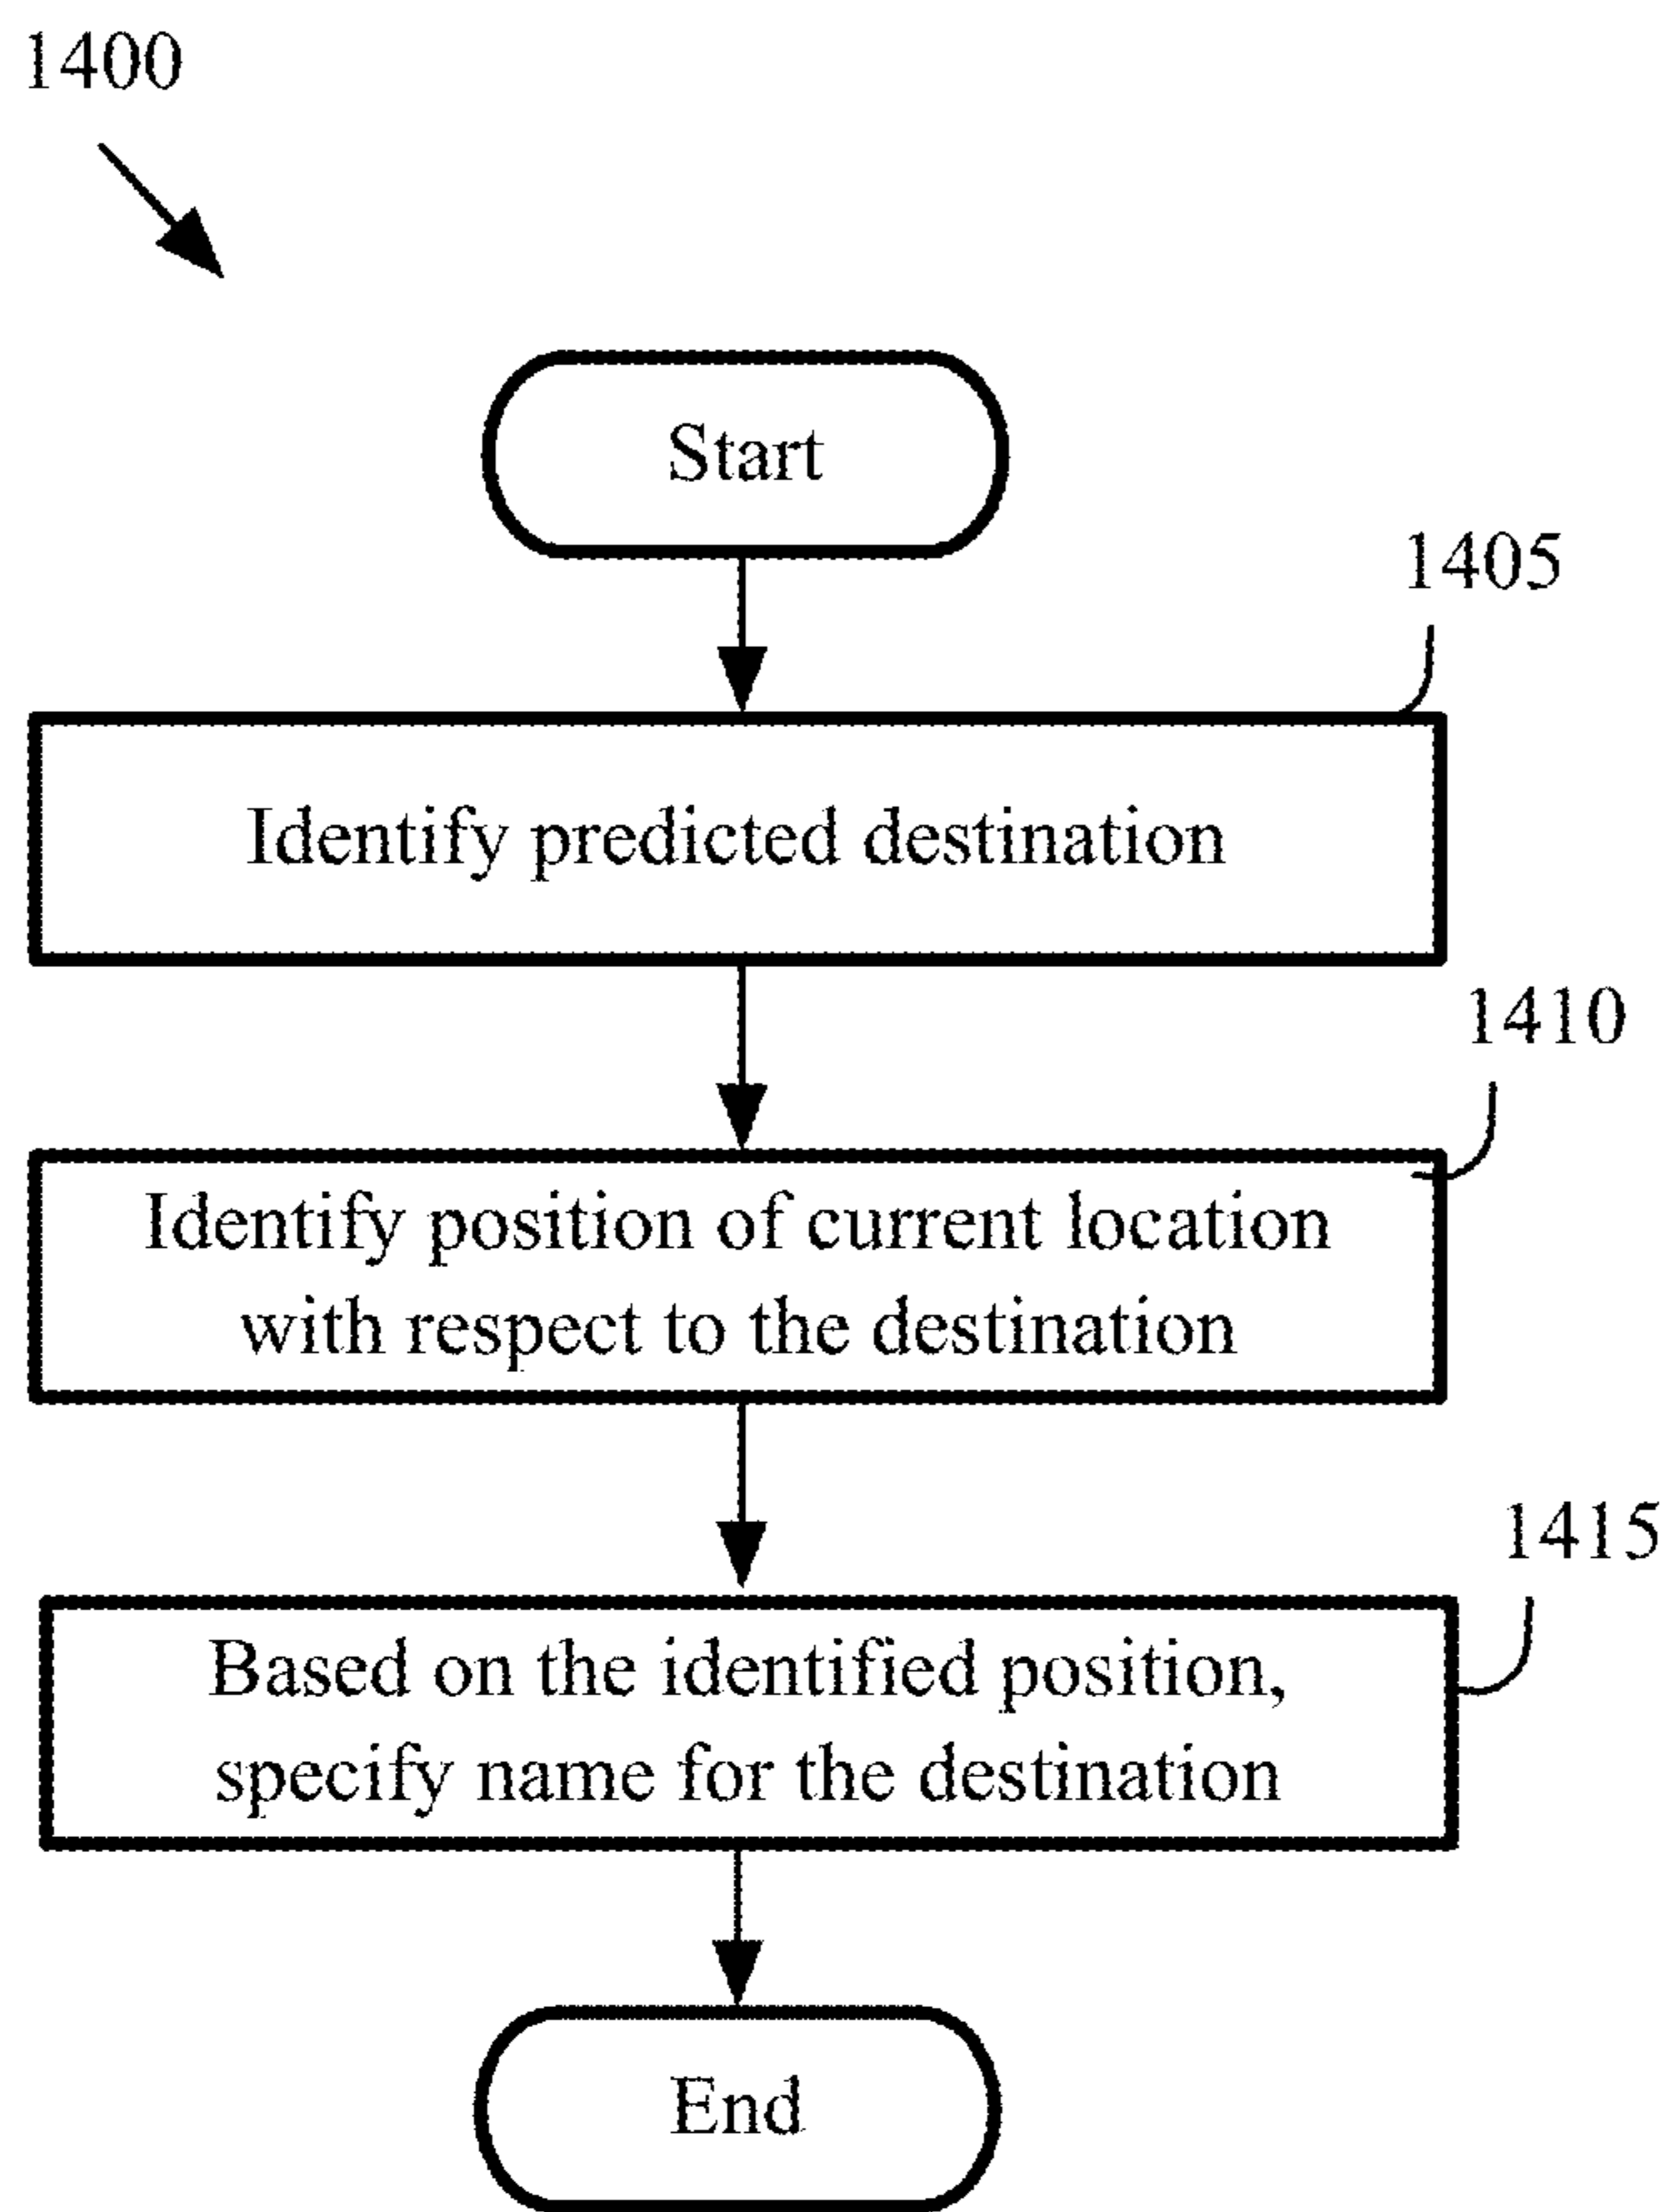 1400
Start
1405
Identify predicted destination
1410
Identify position of current location
with respect to the destination
1415
Based on the identified position,
specify name for the destination
End